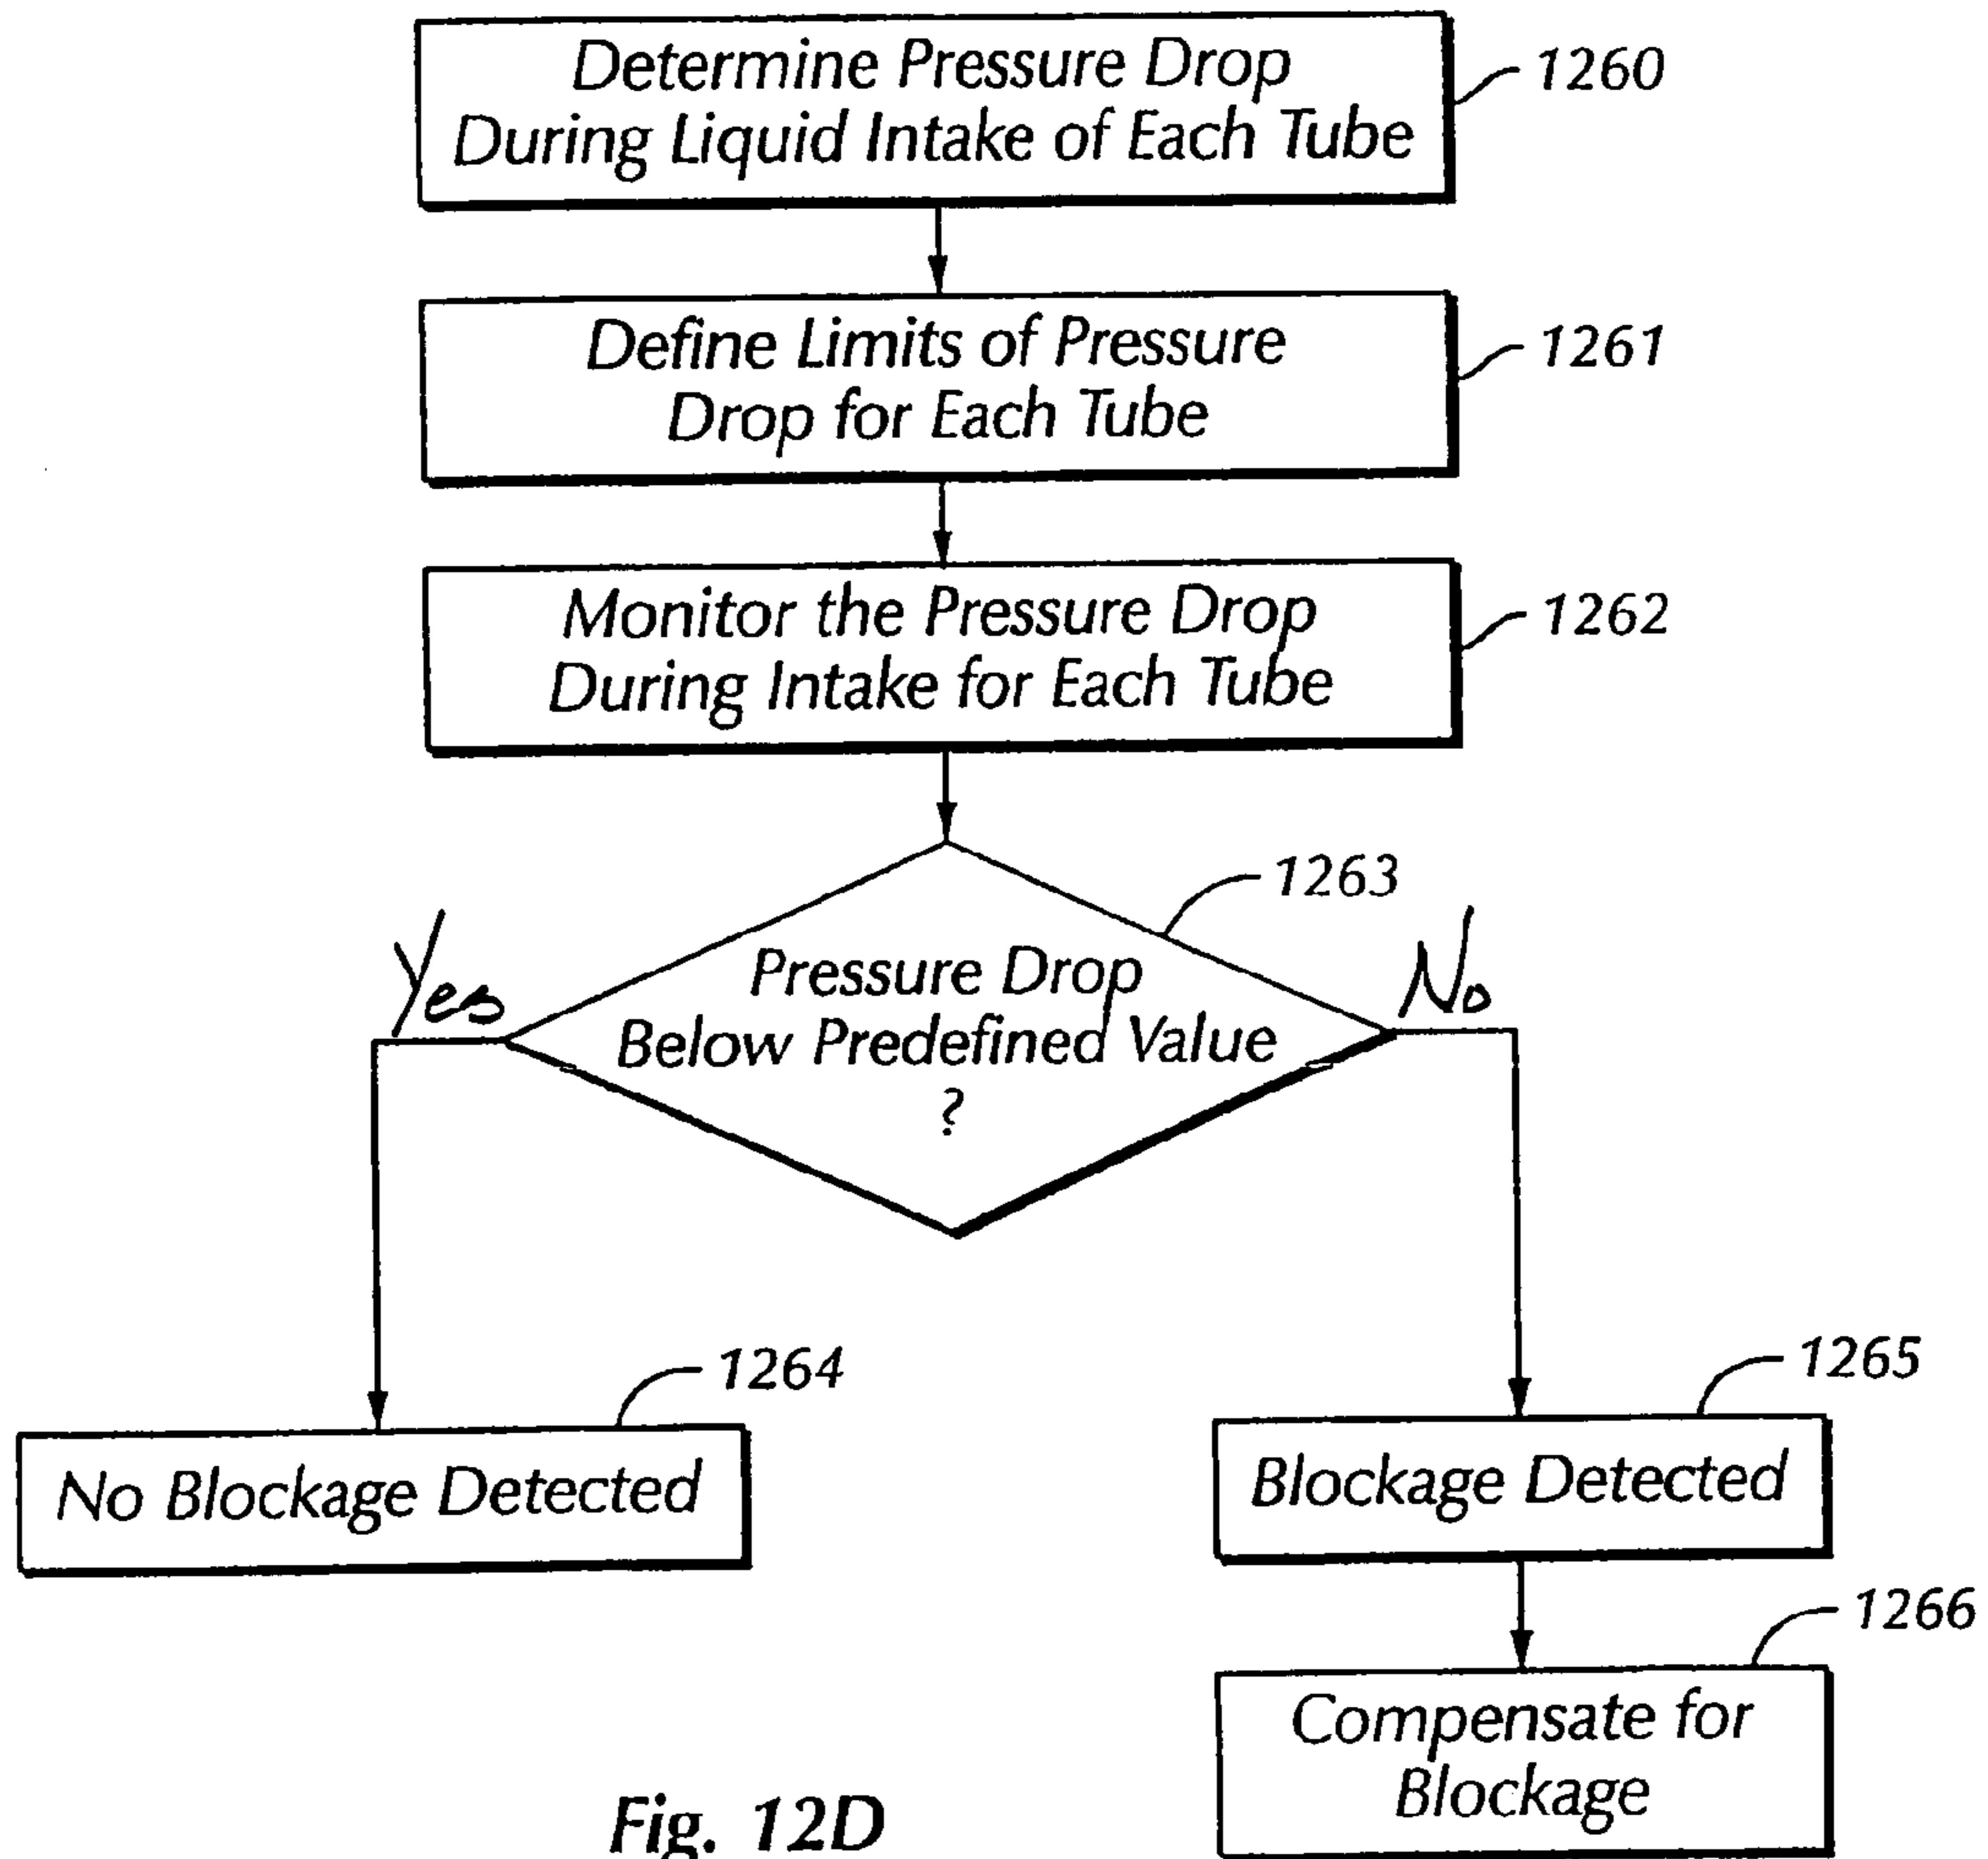 Determine Pressure Drop
During Liquid Intake of Each Tube
1260
Define Limits of Pressure
Drop for Each Tube
1261
Monitor the Pressure Drop
During Intake for Each Tube
1262
1263
Yes
No
Pressure Drop
Below Predefined Value
?
1264
No Blockage Detected
1265
Blockage Detected
1266
Compensate for
Blockage
Fig. 12D